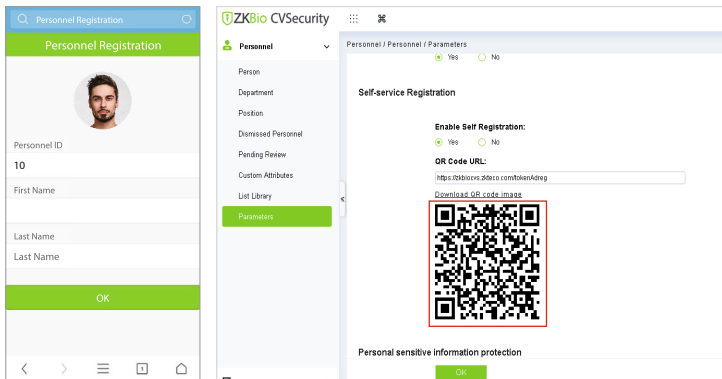 Personnel Registration
Personnel Registration
Personnel ID
10
First Name
Last Name
Last Name
OK
1
ZKBio CVSecurity
Personnel
Person
Department
Position
Dismissed Personnel
Pending Review
Custom Attributes
List Library
Parameters
Personnel / Personnel / Parameters
Yes No
Self-service Registration
Enable Self Registration:
Yes No
QR Code URL:
https://zkbiocvs.zkteco.com/tokenAdreg
Download QR code image
Personal sensitive information protection
OK